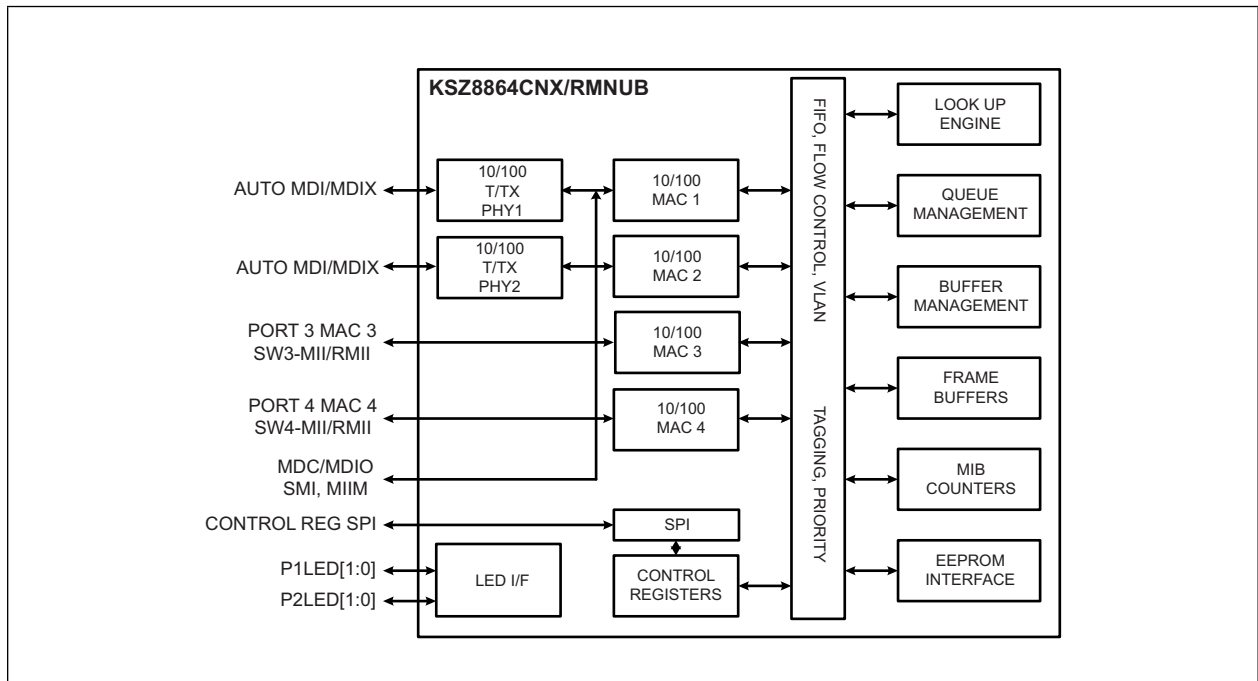 KSZ8864CNX/RMNUB
AUTO MDI/MDIX
10/100
T/TX
PHY1
10/100
MAC 1
AUTO MDI/MDIX
10/100
T/TX
PHY2
10/100
MAC 2
PORT 3 MAC 3
SW3-MII/RMII
10/100
MAC 3
PORT 4 MAC 4
SW4-MII/RMII
10/100
MAC 4
MDC/MDIO
SMI, MIIM
CONTROL REG SPI
SPI
P1LED[1:0]
P2LED[1:0]
LED I/F
CONTROL
REGISTERS
FIFO, FLOW CONTROL, VLAN
TAGGING, PRIORITY
LOOK UP
ENGINE
QUEUE
MANAGEMENT
BUFFER
MANAGEMENT
FRAME
BUFFERS
MIB
COUNTERS
EEPROM
INTERFACE